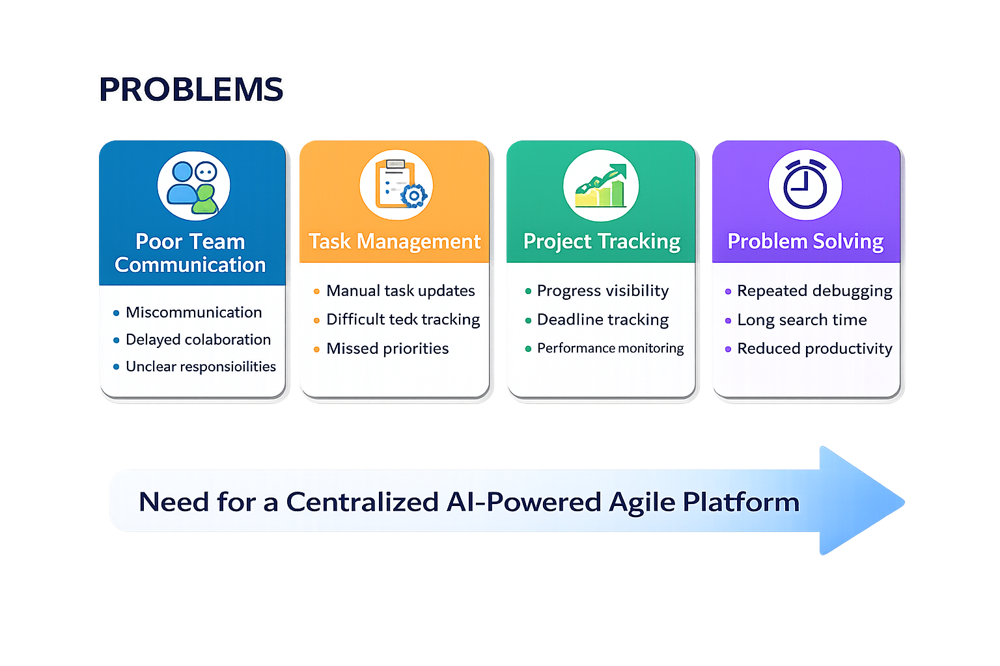 PROBLEMS
Poor Team
Communication
Miscommunication
Delayed colaboration
Unclear responsioilities
Task Management
Manual task updates
Difficult tedk tracking
Missed priorities
Project Tracking
Progress visibility
Deadline tracking
Performance monitoring
Problem Solving
Repeated debugging
Long search time
Reduced productivity
Need for a Centralized AI-Powered Agile Platform